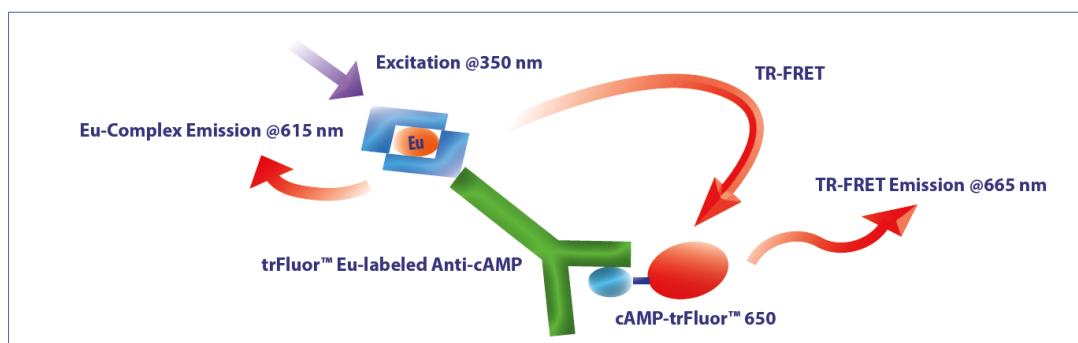 Excitation @350 nm
TR-FRET
Eu-Complex Emission @615 nm
Eu
TR-FRET Emission @665 nm
trFluor™ Eu-labeled Anti-cAMP
cAMP-trFluor™ 650